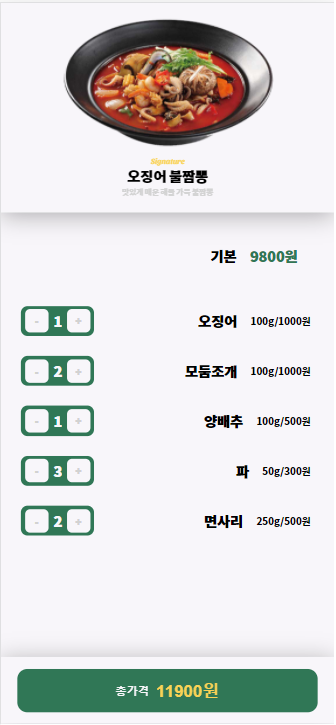 Signature
오징어 불짬뽕
맛있게 매운 해물 가득 불짬뽕
기본 9800원
- 1 + 오징어 100g/1000원
- 2 + 모둠조개 100g/1000원
- 1 + 양배추 100g/500원
- 3 + 파 50g/300원
- 2 + 면사리 250g/500원
총가격 11900원